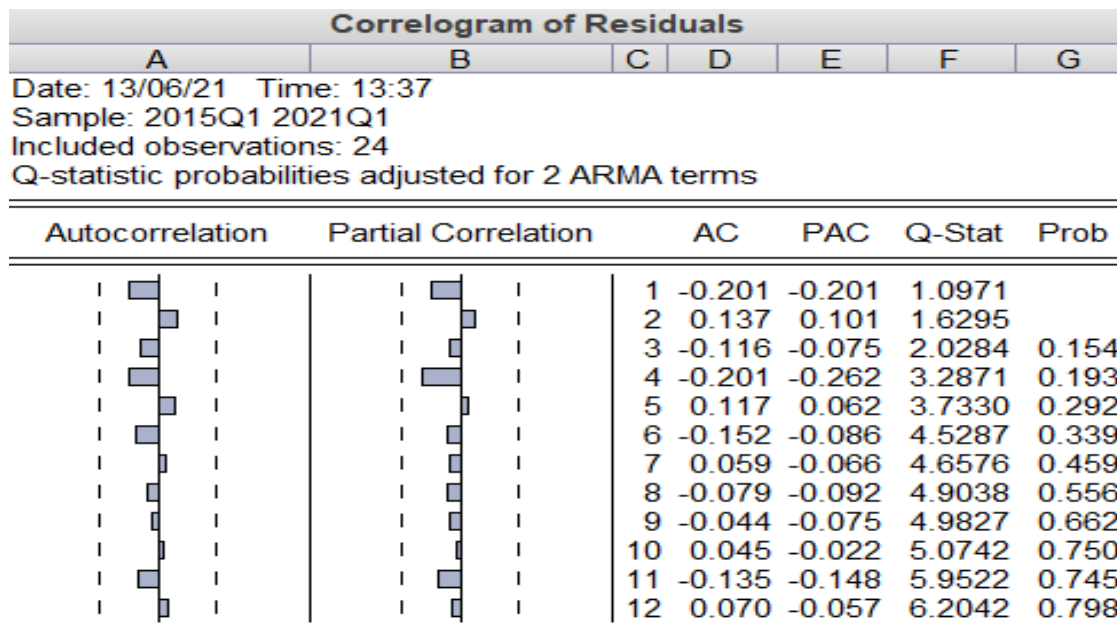 Correlogram of Residuals
A B C D E F G
Date: 13/06/21 Time: 13:37
Sample: 2015Q1 2021Q1
Included observations: 24
Q-statistic probabilities adjusted for 2 ARMA terms
Autocorrelation Partial Correlation AC PAC Q-Stat Prob
1 -0.201 -0.201 1.0971
2 0.137 0.101 1.6295
3 -0.116 -0.075 2.0284 0.154
4 -0.201 -0.262 3.2871 0.193
5 0.117 0.062 3.7330 0.292
6 -0.152 -0.086 4.5287 0.339
7 0.059 -0.066 4.6576 0.459
8 -0.079 -0.092 4.9038 0.556
9 -0.044 -0.075 4.9827 0.662
10 0.045 -0.022 5.0742 0.750
11 -0.135 -0.148 5.9522 0.745
12 0.070 -0.057 6.2042 0.798